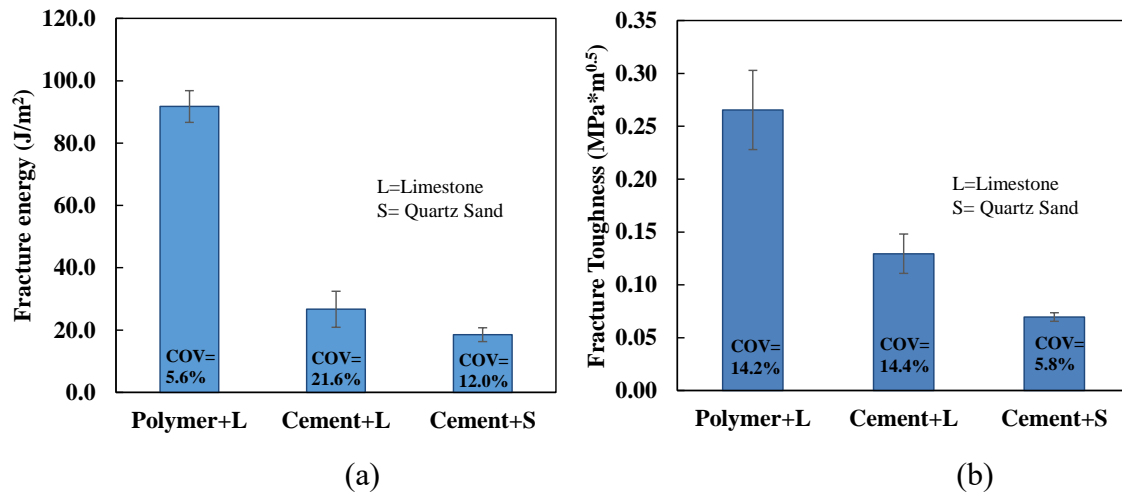 Fracture energy (J/m²)
120.0
100.0
80.0
60.0
40.0
20.0
0.0
L=Limestone
S= Quartz Sand
COV=
5.6%
COV=
21.6%
COV=
12.0%
Polymer+L Cement+L Cement+S
(a)
Fracture Toughness (MPa*m⁰·⁵)
0.35
0.30
0.25
0.20
0.15
0.10
0.05
0.00
L=Limestone
S= Quartz Sand
COV=
14.2%
COV=
14.4%
COV=
5.8%
Polymer+L Cement+L Cement+S
(b)